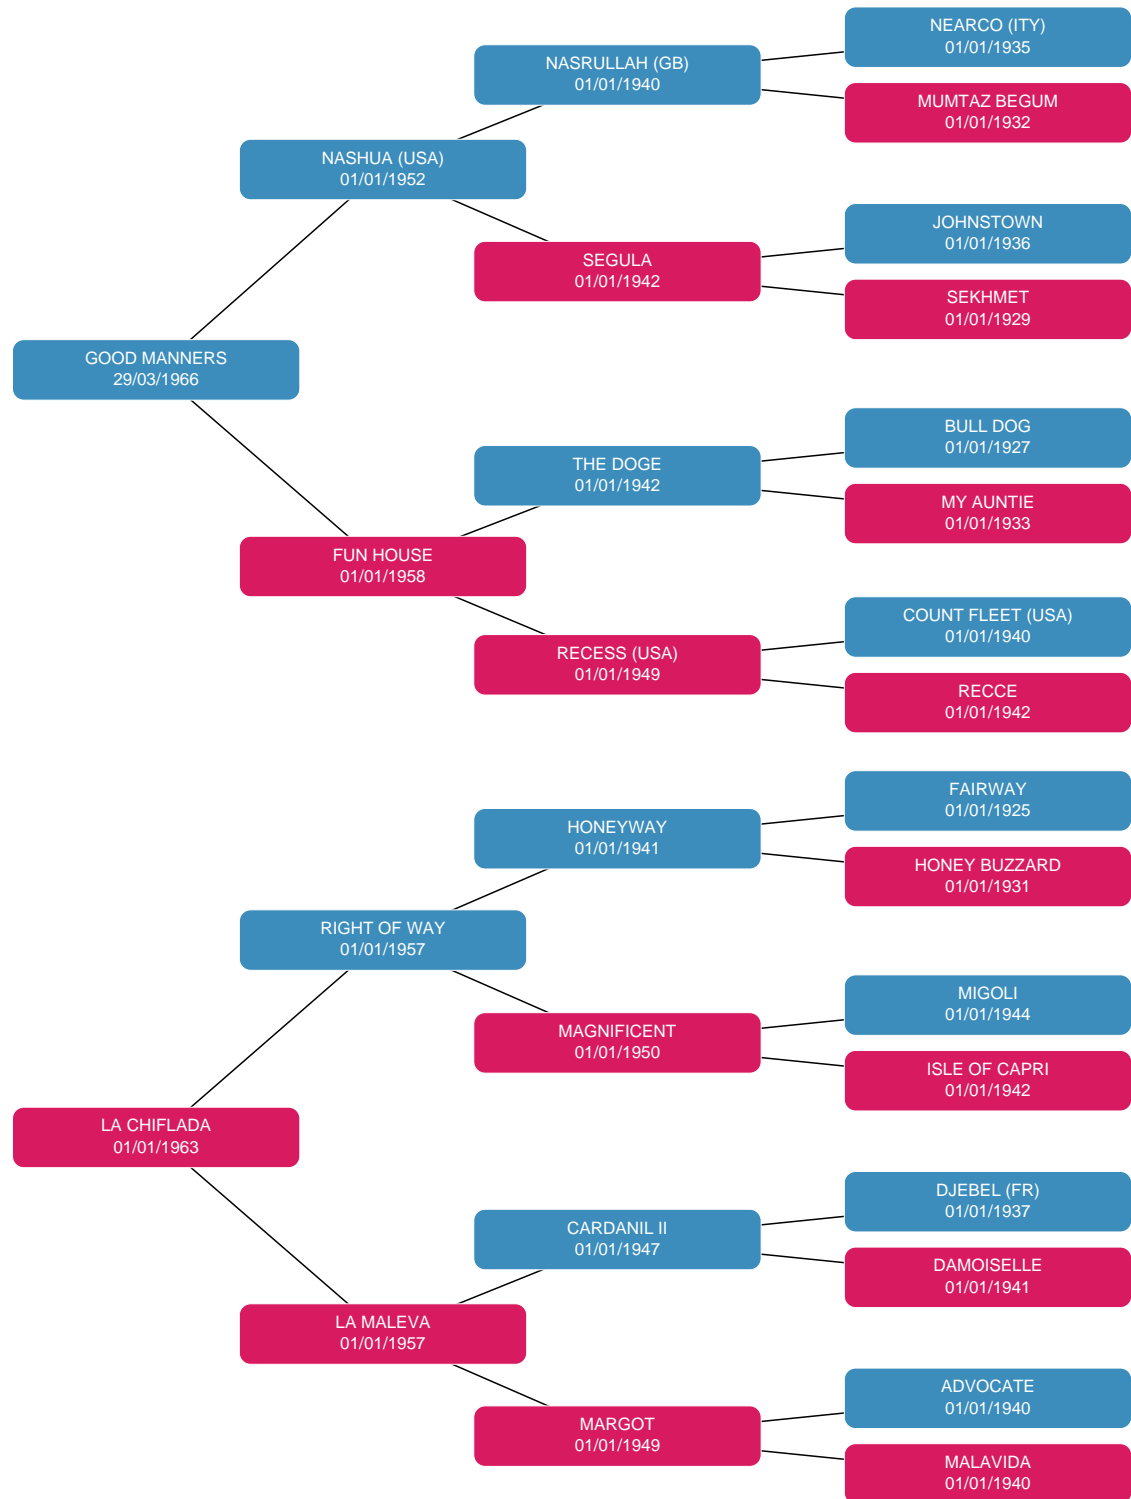 NEARCO (ITY)
01/01/1935
NASRULLAH (GB)
01/01/1940
MUMTAZ BEGUM
01/01/1932
NASHUA (USA)
01/01/1952
JOHNSTOWN
01/01/1936
SEGULA
01/01/1942
SEKHMET
01/01/1929
GOOD MANNERS
29/03/1966
BULL DOG
01/01/1927
THE DOGE
01/01/1942
MY AUNTIE
01/01/1933
FUN HOUSE
01/01/1958
COUNT FLEET (USA)
01/01/1940
RECESS (USA)
01/01/1949
RECCE
01/01/1942
FAIRWAY
01/01/1925
HONEYWAY
01/01/1941
HONEY BUZZARD
01/01/1931
RIGHT OF WAY
01/01/1957
MIGOLI
01/01/1944
MAGNIFICENT
01/01/1950
ISLE OF CAPRI
01/01/1942
LA CHIFLADA
01/01/1963
DJEBEL (FR)
01/01/1937
CARDANIL II
01/01/1947
DAMOISELLE
01/01/1941
LA MALEVA
01/01/1957
ADVOCATE
01/01/1940
MARGOT
01/01/1949
MALAVIDA
01/01/1940